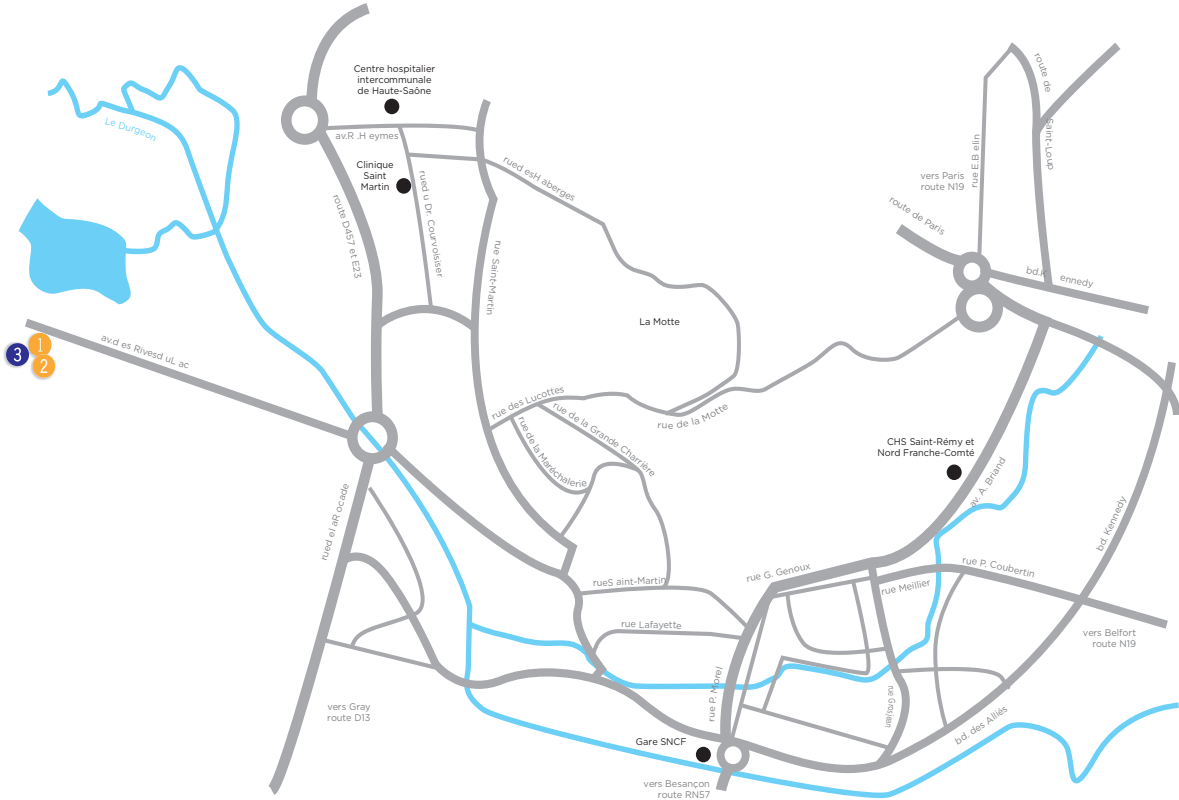 Centre hospitalier
intercommunale
de Haute-Saône
Le Durgeon
av.R .H eymes
Clinique
Saint
Martin
rued u Dr. Courvoisiser
rued esH aberges
route D457 et E23
rue Saint-Martin
route de
Saint-Loup
rue E.B elin
vers Paris
route N19
route de Paris
bd.K ennedy
La Motte
av.d es Rivesd uL ac
1
3
2
rue des Lucottes
rue de la Grande Charrière
rue de la Maréchalerie
rue de la Motte
CHS Saint-Rémy et
Nord Franche-Comté
av. A. Briand
bd. Kennedy
rued el aR ocade
rueS aint-Martin
rue G. Genoux
rue P. Coubertin
rue Meillier
rue Lafayette
vers Belfort
route N19
rue P. Morel
rue Grosjean
vers Gray
route D13
bd. des Alliés
Gare SNCF
vers Besançon
route RN57